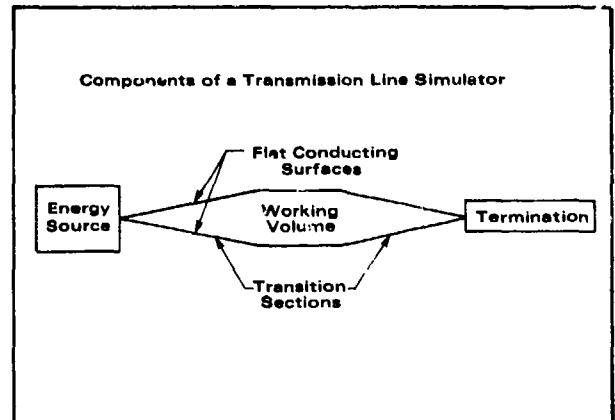 Components of a Transmission Line Simulator
Flat Conducting
Surfaces
Energy
Source
Working
Volume
Termination
Transition
Sections